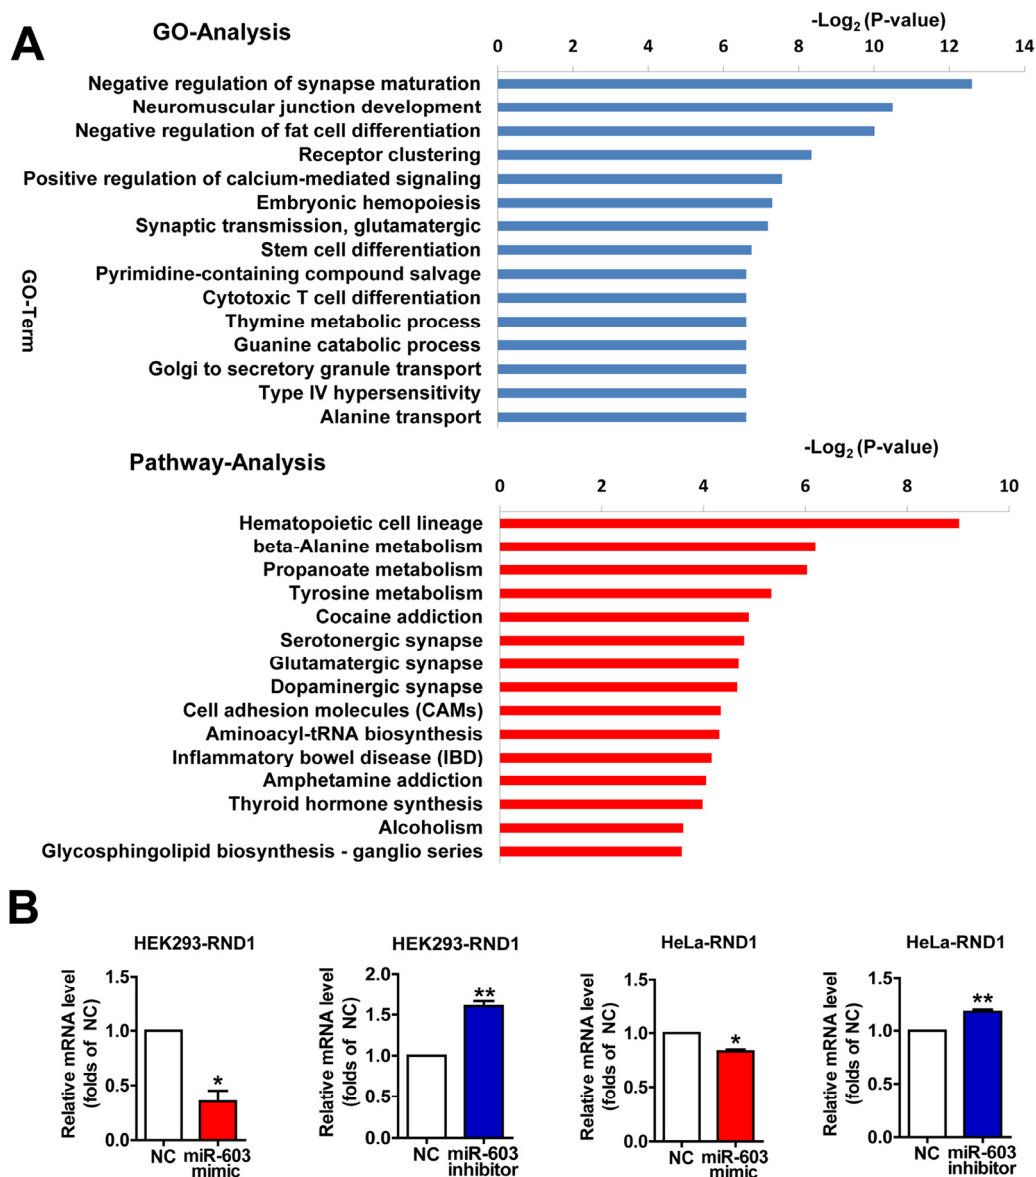 A
GO-Analysis
-Log2 (P-value)
0 2 4 6 8 10 12 14
GO-Term
Negative regulation of synapse maturation
Neuromuscular junction development
Negative regulation of fat cell differentiation
Receptor clustering
Positive regulation of calcium-mediated signaling
Embryonic hemopoiesis
Synaptic transmission, glutamatergic
Stem cell differentiation
Pyrimidine-containing compound salvage
Cytotoxic T cell differentiation
Thymine metabolic process
Guanine catabolic process
Golgi to secretory granule transport
Type IV hypersensitivity
Alanine transport
Pathway-Analysis
-Log2 (P-value)
0 2 4 6 8 10
Hematopoietic cell lineage
beta-Alanine metabolism
Propanoate metabolism
Tyrosine metabolism
Cocaine addiction
Serotonergic synapse
Glutamatergic synapse
Dopaminergic synapse
Cell adhesion molecules (CAMs)
Aminoacyl-tRNA biosynthesis
Inflammatory bowel disease (IBD)
Amphetamine addiction
Thyroid hormone synthesis
Alcoholism
Glycosphingolipid biosynthesis - ganglio series
B
HEK293-RND1
Relative mRNA level
(folds of NC)
1.5
1.0
0.5
0.0
*
NC
miR-603
mimic
HEK293-RND1
Relative mRNA level
(folds of NC)
2.0
1.5
1.0
0.5
0.0
**
NC
miR-603
inhibitor
HeLa-RND1
Relative mRNA level
(folds of NC)
1.5
1.0
0.5
0.0
*
NC
miR-603
mimic
HeLa-RND1
Relative mRNA level
(folds of NC)
1.5
1.0
0.5
0.0
**
NC
miR-603
inhibitor